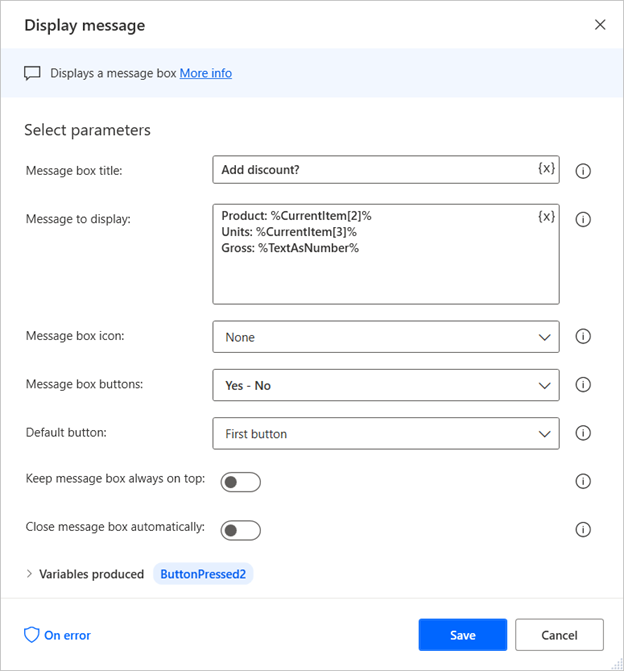 Display message
Displays a message box More info
Select parameters
Message box title:
Add discount?
{x}
Message to display:
Product: %CurrentItem[2]%
Units: %CurrentItem[3]%
Gross: %TextAsNumber%
{x}
Message box icon:
None
Message box buttons:
Yes - No
Default button:
First button
Keep message box always on top:
Close message box automatically:
Variables produced ButtonPressed2
On error
Save
Cancel